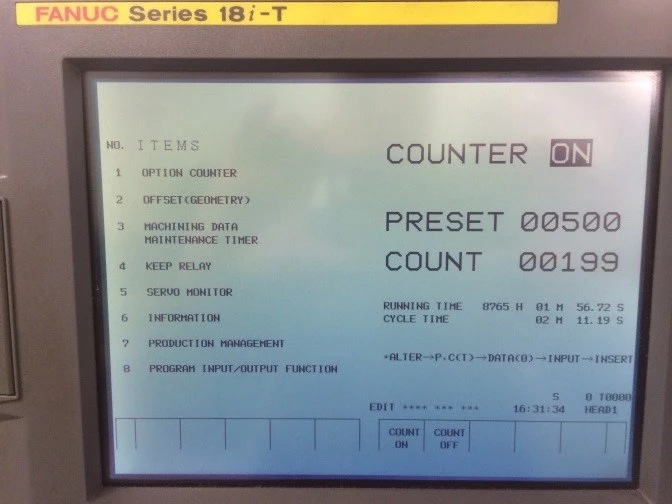 FANUC Series 18i-T
NO. ITEMS
1 OPTION COUNTER
2 OFFSET(GEOMETRY)
3 MACHINING DATA
MAINTENANCE TIMER
4 KEEP RELAY
5 SERVO MONITOR
6 INFORMATION
7 PRODUCTION MANAGEMENT
8 PROGRAM INPUT/OUTPUT FUNCTION
COUNTER ON
PRESET 00500
COUNT 00199
RUNNING TIME 8765 H 01 M 56.72 S
CYCLE TIME 02 M 11.19 S
*ALTER→P,C(T)→DATA(0)→INPUT→INSERT
S 0 T0000
EDIT **** *** *** 16:31:34 HEAD1
COUNT COUNT
ON OFF